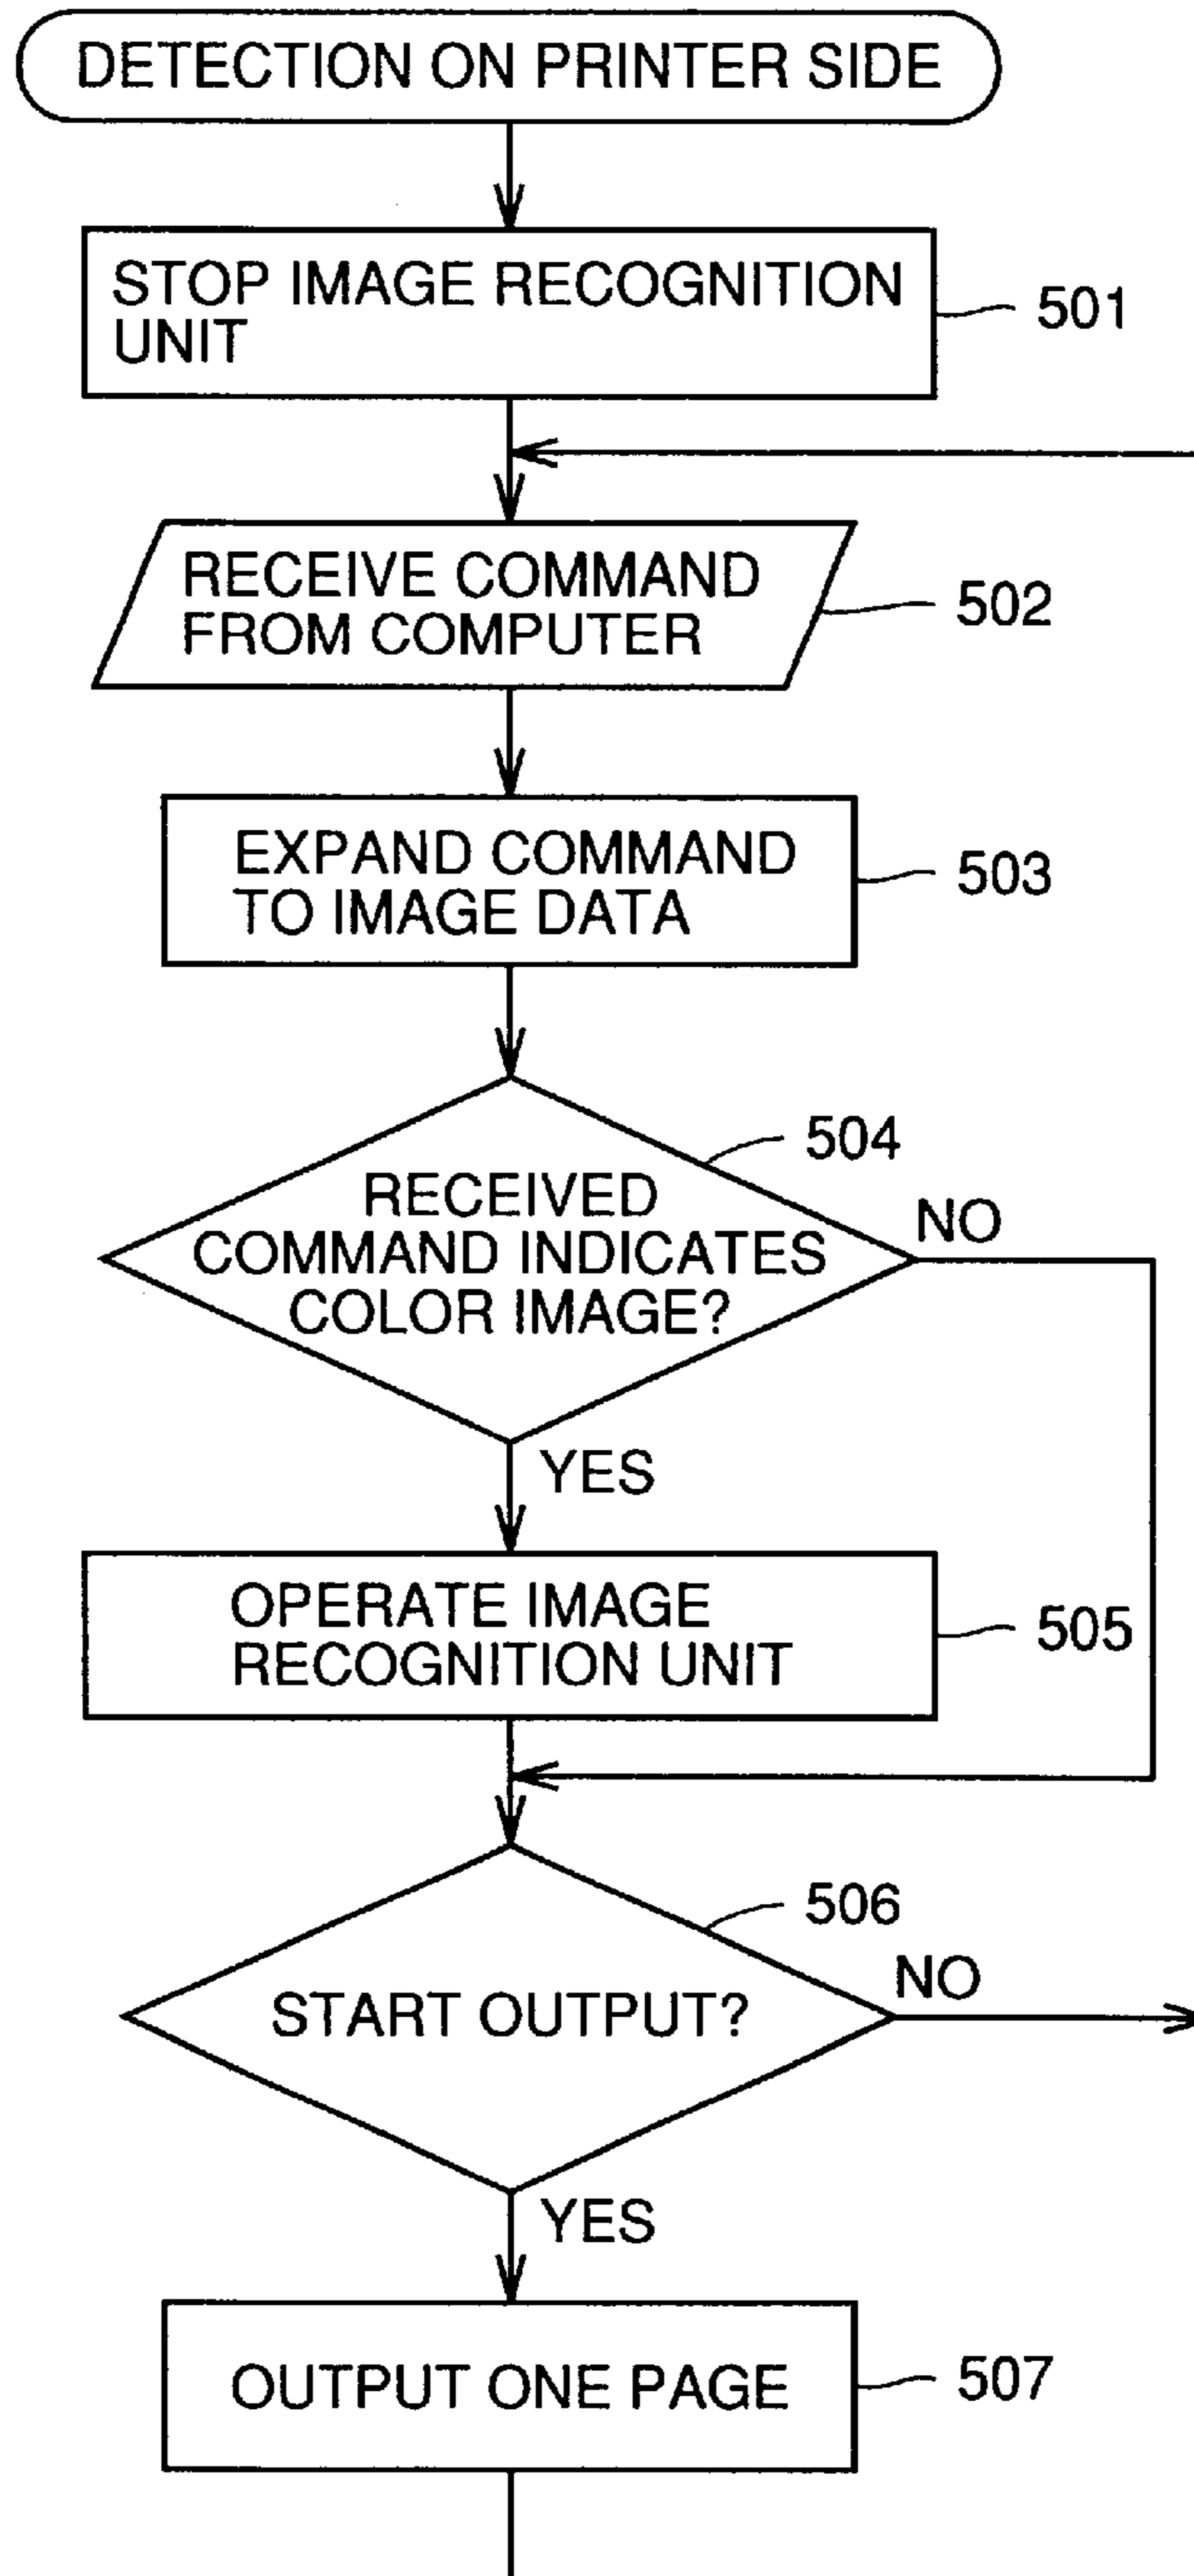 DETECTION ON PRINTER SIDE
STOP IMAGE RECOGNITION
UNIT
501
RECEIVE COMMAND
FROM COMPUTER
502
EXPAND COMMAND
TO IMAGE DATA
503
504
RECEIVED
COMMAND INDICATES
COLOR IMAGE?
NO
YES
OPERATE IMAGE
RECOGNITION UNIT
505
506
START OUTPUT?
NO
YES
OUTPUT ONE PAGE
507